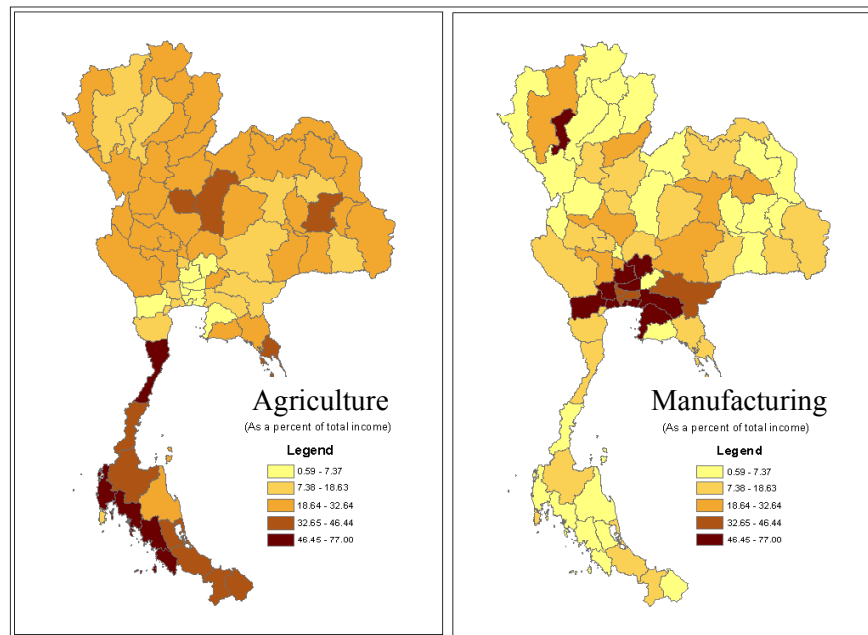 Agriculture
(As a percent of total income)
Legend
0.59 - 7.37
7.38 - 18.63
18.64 - 32.64
32.65 - 46.44
46.45 - 77.00
Manufacturing
(As a percent of total income)
Legend
0.59 - 7.37
7.38 - 18.63
18.64 - 32.64
32.65 - 46.44
46.45 - 77.00